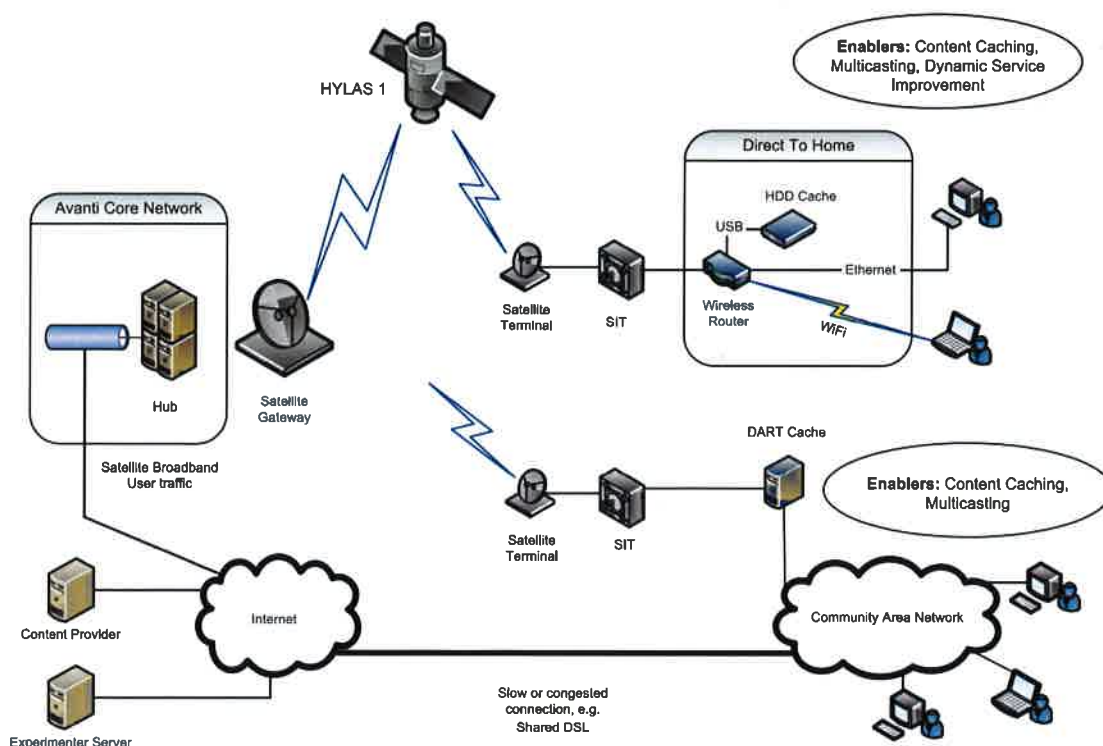 HYLAS 1
Enablers: Content Caching,
Multicasting, Dynamic Service
Improvement
Direct To Home
HDD Cache
USB
Ethernet
Wireless
Router
WiFi
Satellite
Terminal
SIT
Avanti Core Network
Hub
Satellite
Gateway
Satellite Broadband
User traffic
DART Cache
Enablers: Content Caching,
Multicasting
Satellite
Terminal
SIT
Content Provider
Internet
Community Area Network
Slow or congested
connection, e.g.
Shared DSL
Experimenter Server